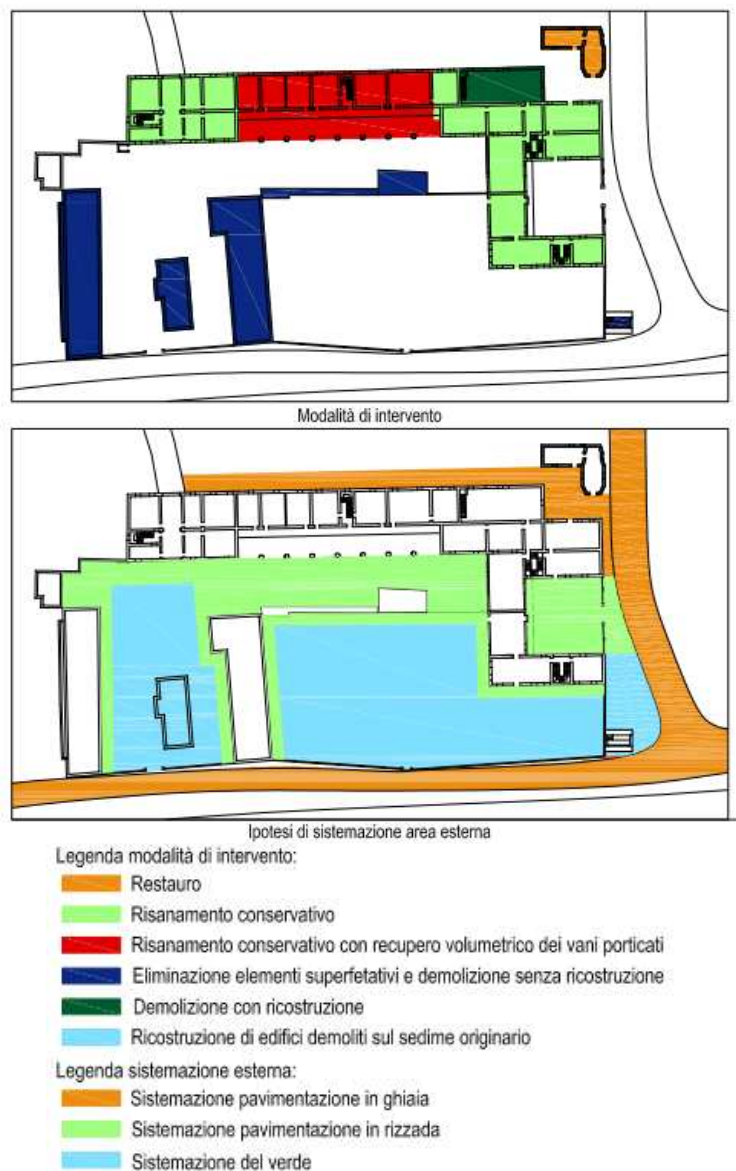 Modalità di intervento
Ipotesi di sistemazione area esterna
Legenda modalità di intervento:
Restauro
Risanamento conservativo
Risanamento conservativo con recupero volumetrico dei vani porticati
Eliminazione elementi superfetativi e demolizione senza ricostruzione
Demolizione con ricostruzione
Ricostruzione di edifici demoliti sul sedime originario
Legenda sistemazione esterna:
Sistemazione pavimentazione in ghiaia
Sistemazione pavimentazione in rizzada
Sistemazione del verde